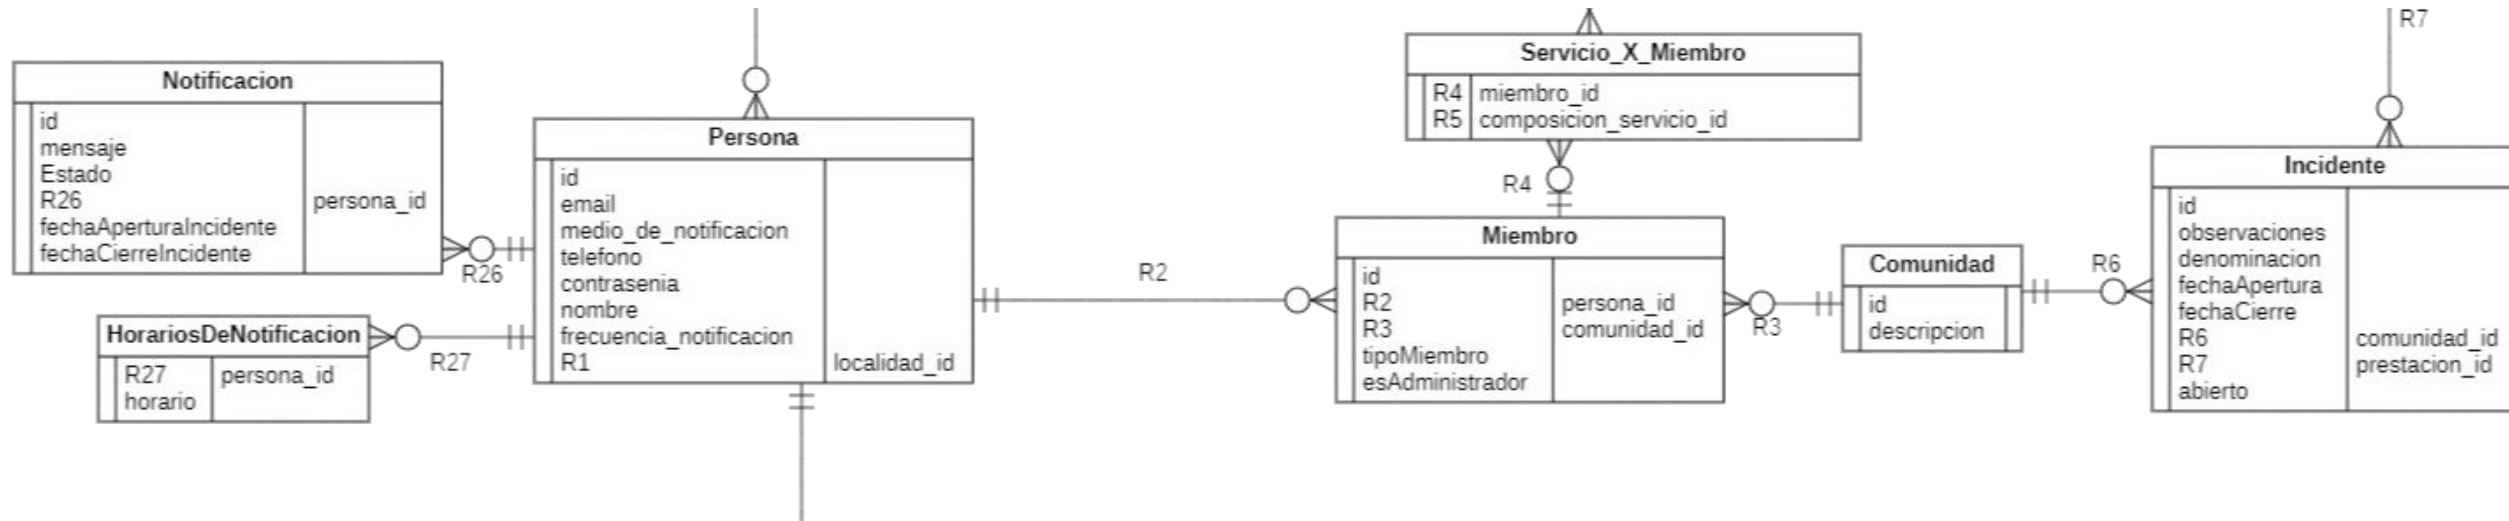 Notificacion
id
mensaje
Estado
R26 persona_id
fechaAperturaIncidente
fechaCierreIncidente
R26
HorariosDeNotificacion
R27 persona_id
horario
R27
Persona
id
email
medio_de_notificacion
telefono
contrasenia
nombre
frecuencia_notificacion
R1 localidad_id
R2
Servicio_X_Miembro
R4 miembro_id
R5 composicion_servicio_id
R4
Miembro
id
R2 persona_id
R3 comunidad_id
tipoMiembro
esAdministrador
R3
Comunidad
id
descripcion
R6
R7
Incidente
id
observaciones
denominacion
fechaApertura
fechaCierre
R6 comunidad_id
R7 prestacion_id
abierto